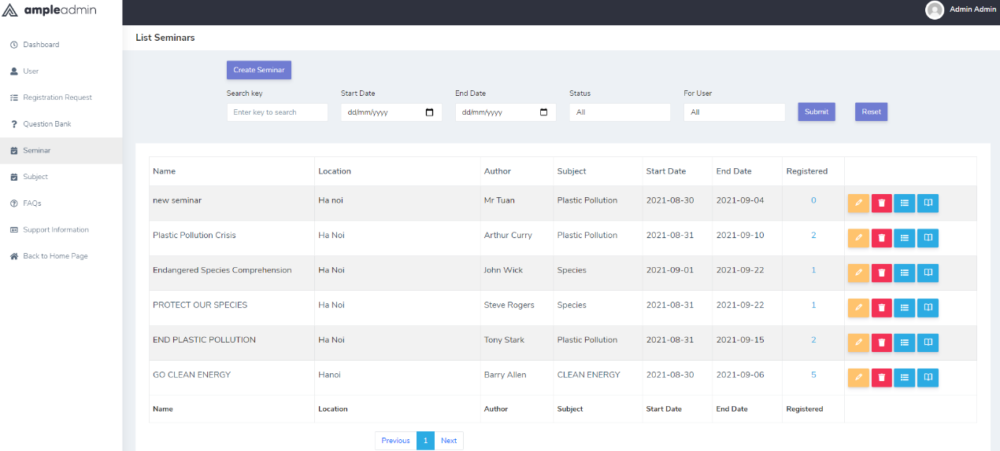 ampleadmin
Admin Admin
Dashboard
User
Registration Request
Question Bank
Seminar
Subject
FAQs
Support Information
Back to Home Page
List Seminars
Create Seminar
Search key Start Date End Date Status For User
Enter key to search dd/mm/yyyy dd/mm/yyyy All All Submit Reset
Name Location Author Subject Start Date End Date Registered
new seminar Ha noi Mr Tuan Plastic Pollution 2021-08-30 2021-09-04 0
Plastic Pollution Crisis Ha Noi Arthur Curry Plastic Pollution 2021-08-31 2021-09-10 2
Endangered Species Comprehension Ha Noi John Wick Species 2021-09-01 2021-09-22 1
PROTECT OUR SPECIES Ha Noi Steve Rogers Species 2021-08-31 2021-09-22 1
END PLASTIC POLLUTION Ha Noi Tony Stark Plastic Pollution 2021-08-31 2021-09-15 2
GO CLEAN ENERGY Hanoi Barry Allen CLEAN ENERGY 2021-08-30 2021-09-06 5
Name Location Author Subject Start Date End Date Registered
Previous 1 Next